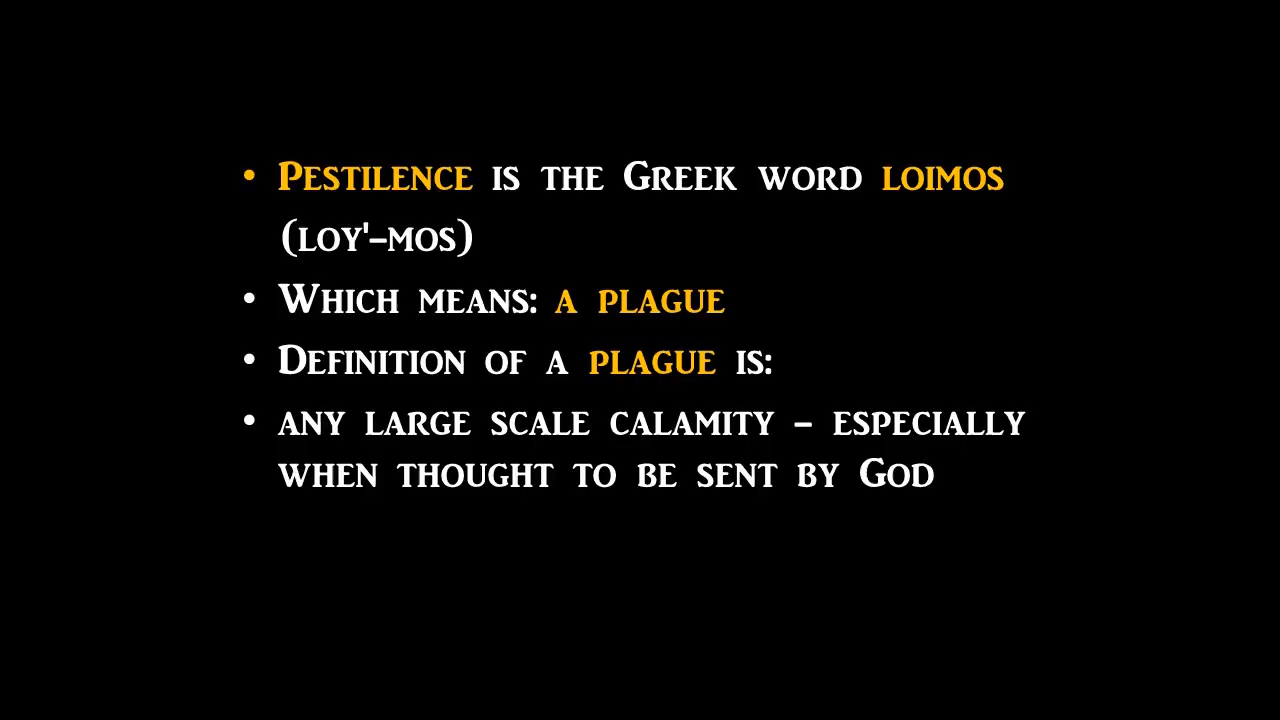 • Pestilence is the Greek word loimos
(loy'-mos)
• Which means: a plague
• Definition of a plague is:
• any large scale calamity – especially
when thought to be sent by God